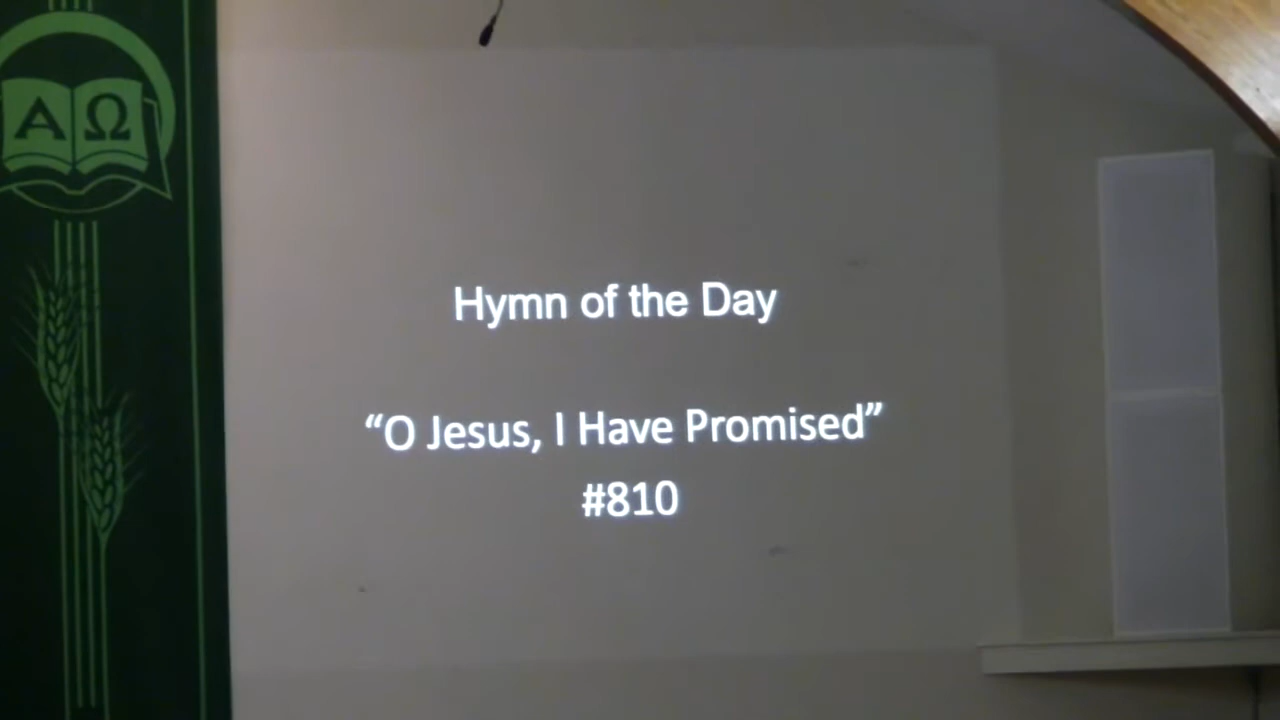 Α Ω
Hymn of the Day
“O Jesus, I Have Promised”
#810